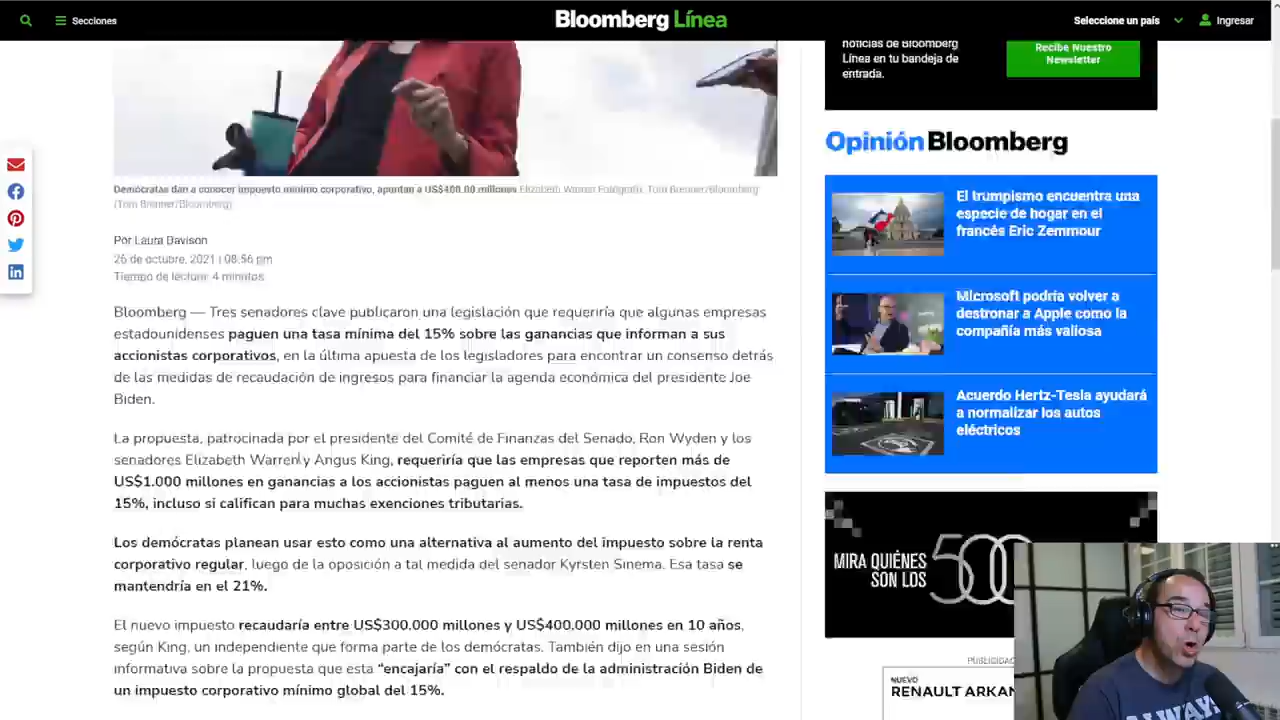 Secciones
Bloomberg Línea
Seleccione un país
Ingresar
noticias de Bloomberg
Línea en tu bandeja de
entrada.
Recibe Nuestro
Newsletter
Demócratas dan a conocer impuesto mínimo corporativo, apuntan a US$400.00 millones Elizabeth Warren Fotógrafo: Tom Brenner/Bloomberg
(Tom Brenner/Bloomberg)
Por Laura Davison
26 de octubre, 2021 | 08:56 pm
Tiempo de lectura: 4 minutos
Bloomberg — Tres senadores clave publicaron una legislación que requeriría que algunas empresas
estadounidenses paguen una tasa mínima del 15% sobre las ganancias que informan a sus
accionistas corporativos, en la última apuesta de los legisladores para encontrar un consenso detrás
de las medidas de recaudación de ingresos para financiar la agenda económica del presidente Joe
Biden.
La propuesta, patrocinada por el presidente del Comité de Finanzas del Senado, Ron Wyden y los
senadores Elizabeth Warren y Angus King, requeriría que las empresas que reporten más de
US$1.000 millones en ganancias a los accionistas paguen al menos una tasa de impuestos del
15%, incluso si califican para muchas exenciones tributarias.
Los demócratas planean usar esto como una alternativa al aumento del impuesto sobre la renta
corporativo regular, luego de la oposición a tal medida del senador Kyrsten Sinema. Esa tasa se
mantendría en el 21%.
El nuevo impuesto recaudaría entre US$300.000 millones y US$400.000 millones en 10 años,
según King, un independiente que forma parte de los demócratas. También dijo en una sesión
informativa sobre la propuesta que esta “encajaría” con el respaldo de la administración Biden de
un impuesto corporativo mínimo global del 15%.
Opinión Bloomberg
El trumpismo encuentra una
especie de hogar en el
francés Eric Zemmour
Microsoft podría volver a
destronar a Apple como la
compañía más valiosa
Acuerdo Hertz-Tesla ayudará
a normalizar los autos
eléctricos
MIRA QUIÉNES
SON LOS
500
PUBLICIDAD
NUEVO
RENAULT
ALWAY